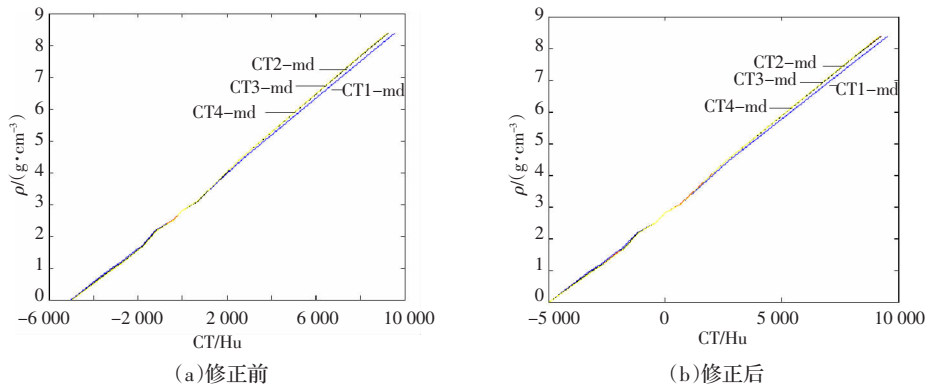 9
8
7
6
5
4
3
2
1
0
ρ/(g•cm⁻³)
CT2-md
CT3-md
CT1-md
CT4-md
-6 000 -2 000 2 000 6 000 10 000
CT/Hu
(a)修正前
9
8
7
6
5
4
3
2
1
0
ρ/(g•cm⁻³)
CT2-md
CT3-md
CT1-md
CT4-md
-5 000 0 5 000 10 000
CT/Hu
(b)修正后